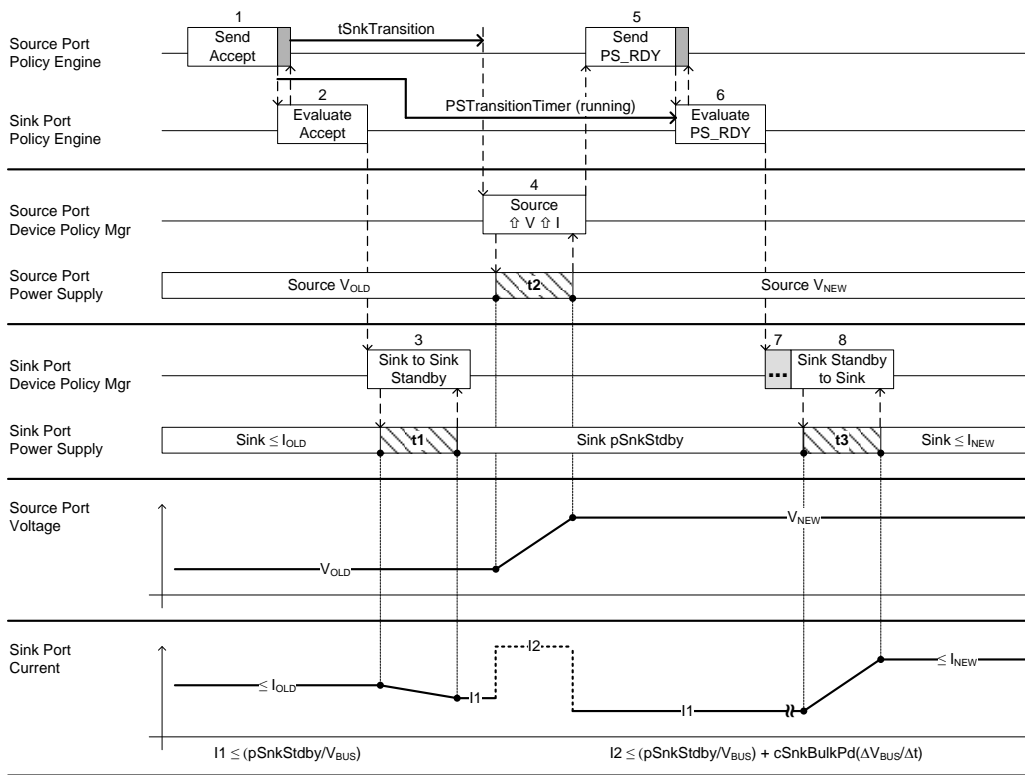 1
Source Port
Policy Engine
Send
Accept
tSnkTransition
5
Send
PS_RDY
2
Sink Port
Policy Engine
Evaluate
Accept
PSTransitionTimer (running)
6
Evaluate
PS_RDY
Source Port
Device Policy Mgr
4
Source
⇧ V ⇧ I
Source Port
Power Supply
Source VOLD
t2
Source VNEW
Sink Port
Device Policy Mgr
3
Sink to Sink
Standby
7
...
8
Sink Standby
to Sink
Sink Port
Power Supply
Sink ≤ IOLD
t1
Sink pSnkStdby
t3
Sink ≤ INEW
Source Port
Voltage
VOLD
VNEW
Sink Port
Current
≤ IOLD
I1
I2
I1
≤ INEW
I1 ≤ (pSnkStdby/VBUS)
I2 ≤ (pSnkStdby/VBUS) + cSnkBulkPd(ΔVBUS/Δt)